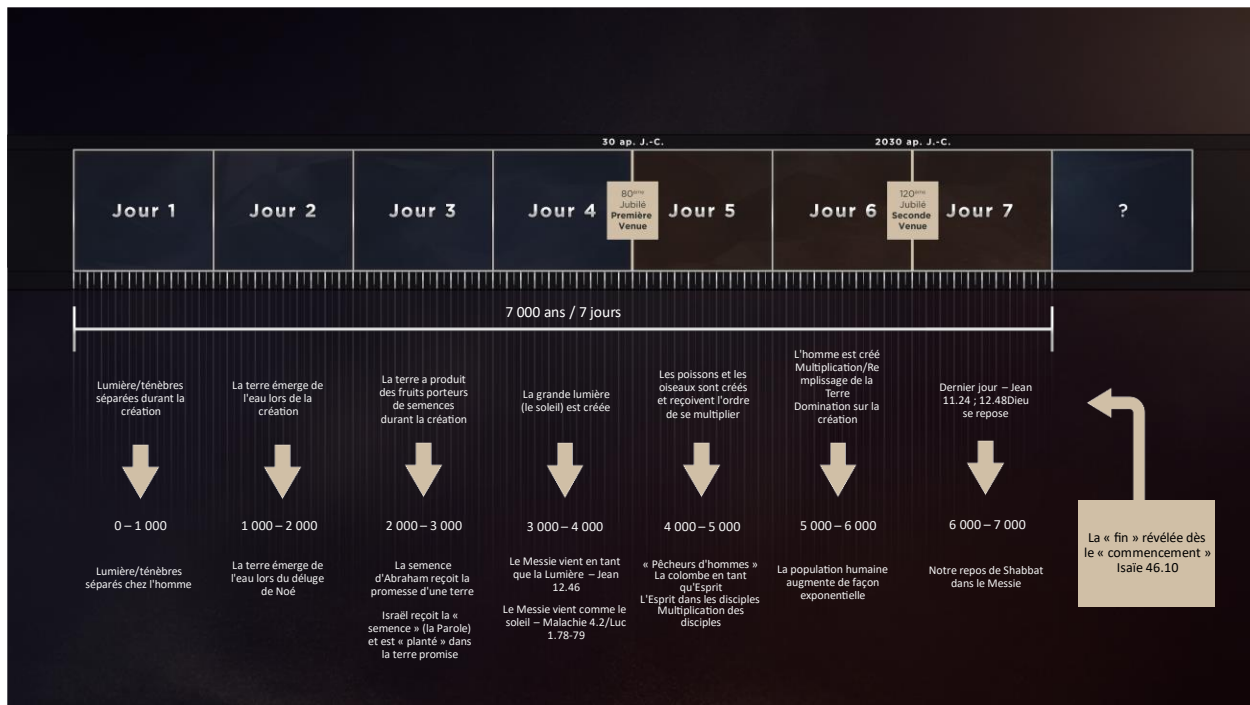 30 ap. J.-C.
2030 ap. J.-C.
Jour 1
Jour 2
Jour 3
Jour 4
80ème
Jubilé
Première
Venue
Jour 5
Jour 6
120ème
Jubilé
Seconde
Venue
Jour 7
?
7 000 ans / 7 jours
Lumière/ténèbres
séparées durant la
création
La terre émerge de
l'eau lors de la
création
La terre a produit
des fruits porteurs
de semences
durant la création
La grande lumière
(le soleil) est créée
Les poissons et les
oiseaux sont créés
et reçoivent l'ordre
de se multiplier
L'homme est créé
Multiplication/Re
mplissage de la
Terre
Domination sur la
création
Dernier jour – Jean
11.24 ; 12.48Dieu
se repose
0 – 1 000
1 000 – 2 000
2 000 – 3 000
3 000 – 4 000
4 000 – 5 000
5 000 – 6 000
6 000 – 7 000
Lumière/ténèbres
séparés chez l'homme
La terre émerge de
l'eau lors du déluge
de Noé
La semence
d'Abraham reçoit la
promesse d'une terre
Israël reçoit la «
semence » (la Parole)
et est « planté » dans
la terre promise
Le Messie vient en tant
que la Lumière – Jean
12.46
Le Messie vient comme le
soleil – Malachie 4.2/Luc
1.78-79
« Pêcheurs d'hommes »
La colombe en tant
qu'Esprit
L'Esprit dans les disciples
Multiplication des
disciples
La population humaine
augmente de façon
exponentielle
Notre repos de Shabbat
dans le Messie
La « fin » révélée dès
le « commencement »
Isaïe 46.10